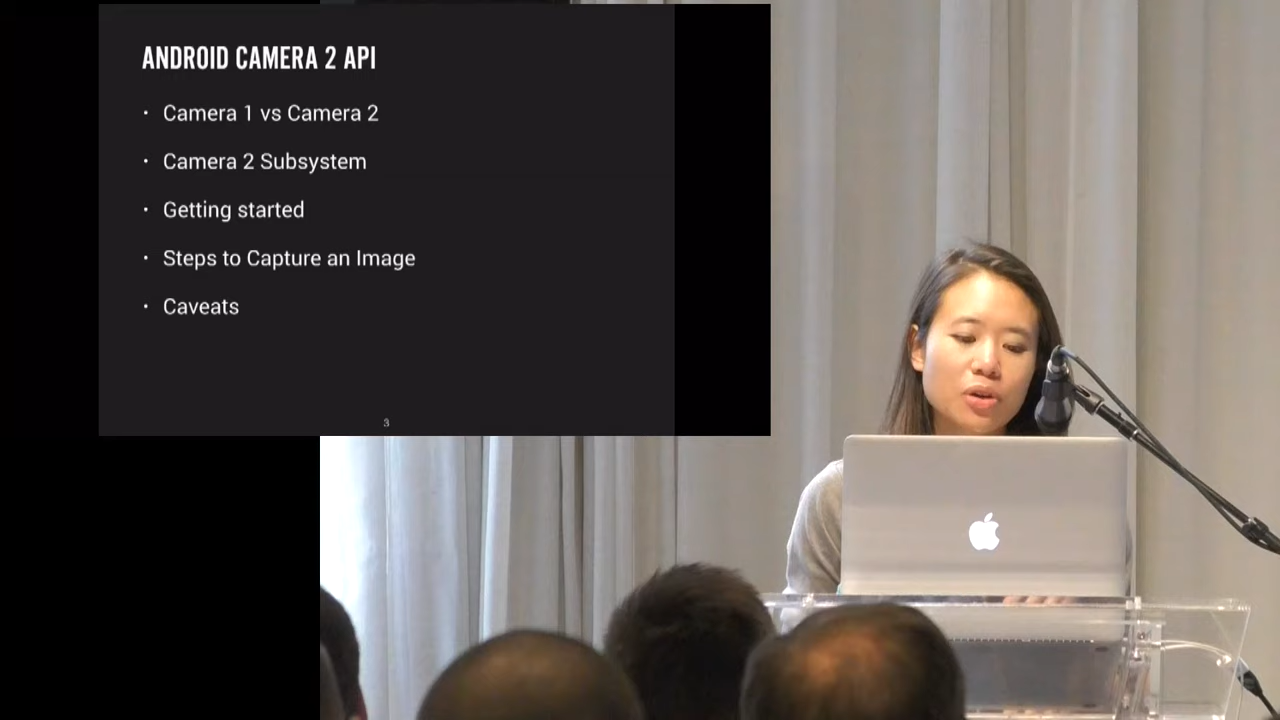 ANDROID CAMERA 2 API
• Camera 1 vs Camera 2
• Camera 2 Subsystem
• Getting started
• Steps to Capture an Image
• Caveats
3